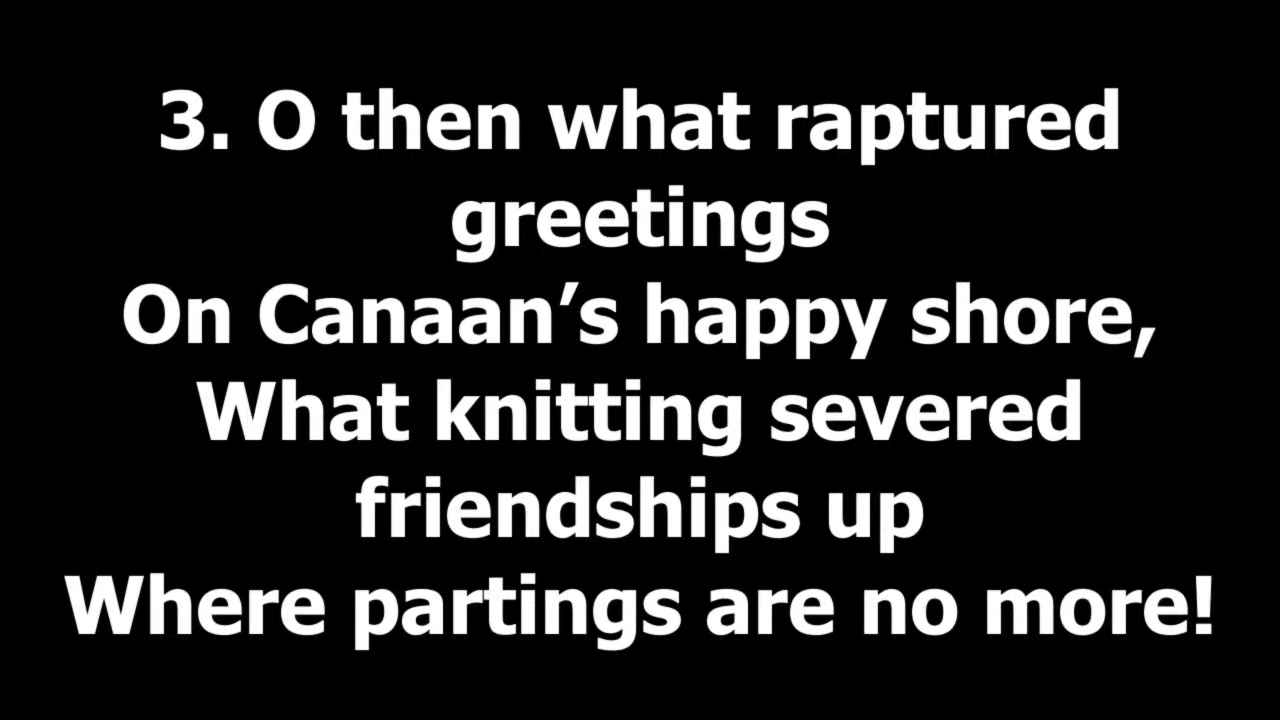 3. O then what raptured
greetings
On Canaan’s happy shore,
What knitting severed
friendships up
Where partings are no more!